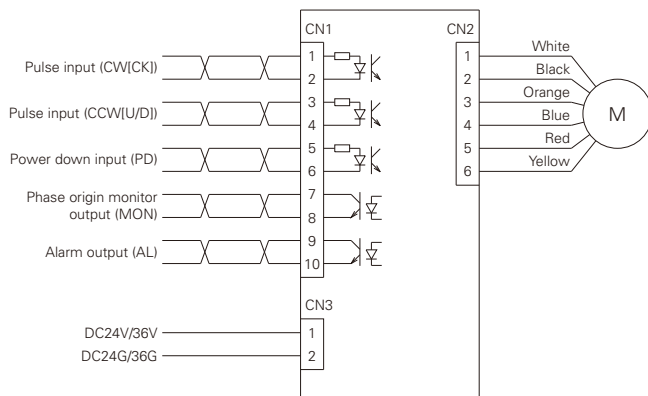 CN1
CN2
1
2
3
4
5
6
7
8
9
10
Pulse input (CW[CK])
Pulse input (CCW[U/D])
Power down input (PD)
Phase origin monitor
output (MON)
Alarm output (AL)
1
2
3
4
5
6
White
Black
Orange
Blue
Red
Yellow
M
CN3
DC24V/36V
1
DC24G/36G
2